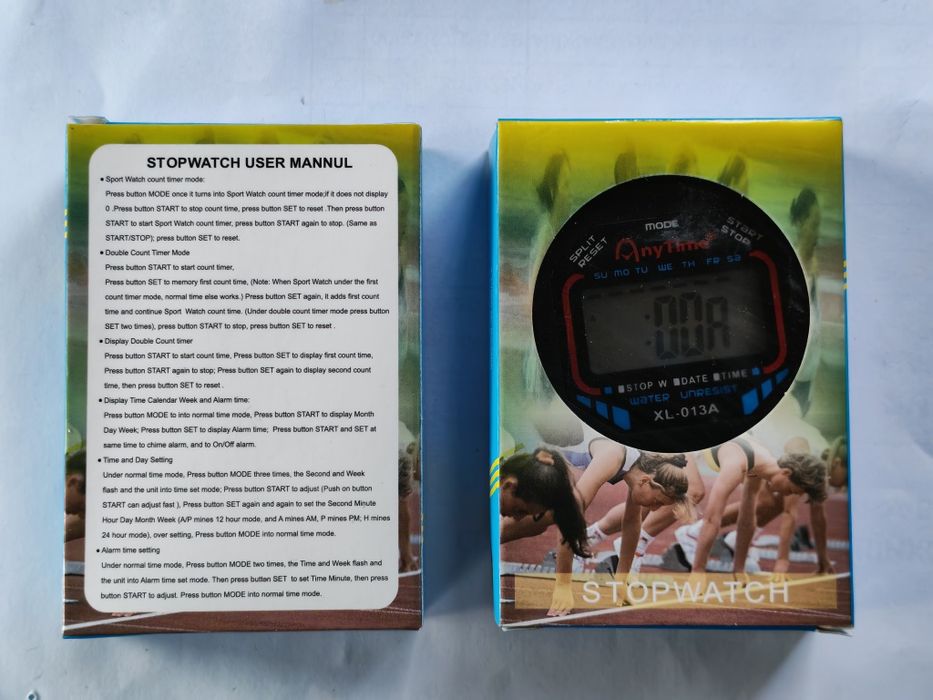 STOPWATCH USER MANNUL
● Sport Watch count timer mode:
Press button MODE once it turns into Sport Watch count timer mode;if it does not display
0 .Press button START to stop count time, press button SET to reset .Then press button
START to start Sport Watch count timer, press button START again to stop. (Same as
START/STOP); press button SET to reset.
● Double Count Timer Mode
Press button START to start count timer,
Press button SET to memory first count time, (Note: When Sport Watch under the first
count timer mode, normal time else works.) Press button SET again, It adds first count
time and continue Sport Watch count time. (Under double count timer mode press button
SET two times), press button START to stop, press button SET to reset .
● Display Double Count timer
Press button START to start count time, Press button SET to display first count time,
Press button START again to stop; Press button SET again to display second count
time, then press button SET to reset .
● Display Time Calendar Week and Alarm time:
Press button MODE to into normal time mode, Press button START to display Month
Day Week; Press button SET to display Alarm time; Press button START and SET at
same time to chime alarm, and to On/Off alarm.
● Time and Day Setting
Under normal time mode, Press button MODE three times, the Second and Week
flash and the unit into time set mode; Press button START to adjust (Push on button
START can adjust fast ), Press button SET again and again to set the Second Minute
Hour Day Month Week (A/P mines 12 hour mode, and A mines AM, P mines PM; H mines
24 hour mode), over setting, Press button MODE into normal time mode.
● Alarm time setting
Under normal time mode, Press button MODE two times, the Time and Week flash and
the unit into Alarm time set mode. Then press buttan SET to set Time Minute, then press
button START to adjust. Press button MODE into normal time mode.
SPLIT
RESET
MODE
START
STOP
AnyTime
SU MO TU WE TH FR SA
:00A
STOP W DATE TIME
WATER UNRESIST
XL-013A
STOPWATCH